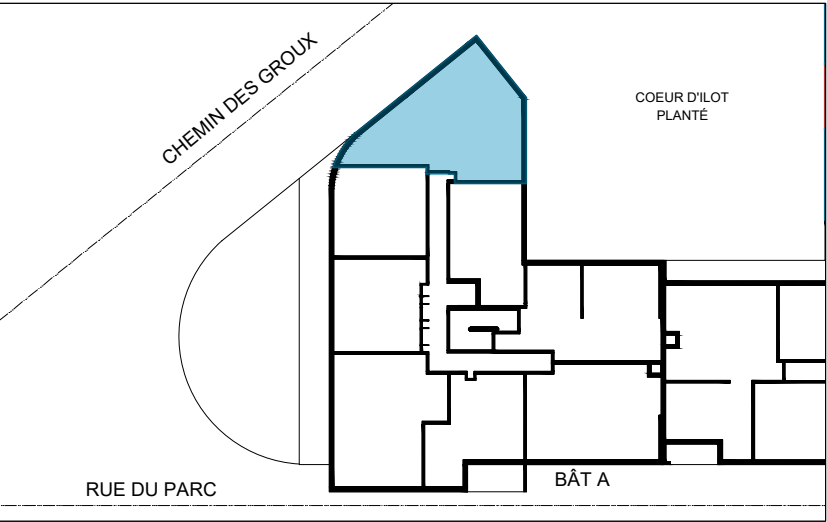 CHEMIN DES GROUX
COEUR D'ILOT
PLANTÉ
RUE DU PARC
BÂT A